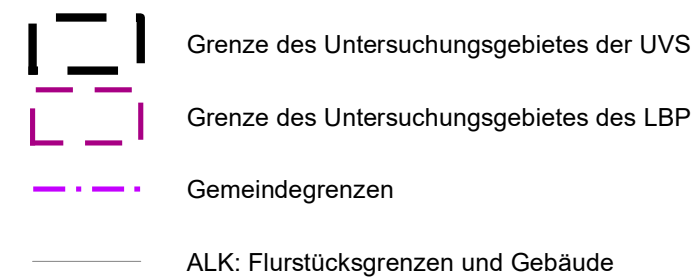 Grenze des Untersuchungsgebietes der UVS
Grenze des Untersuchungsgebietes des LBP
Gemeindegrenzen
ALK: Flurstücksgrenzen und Gebäude